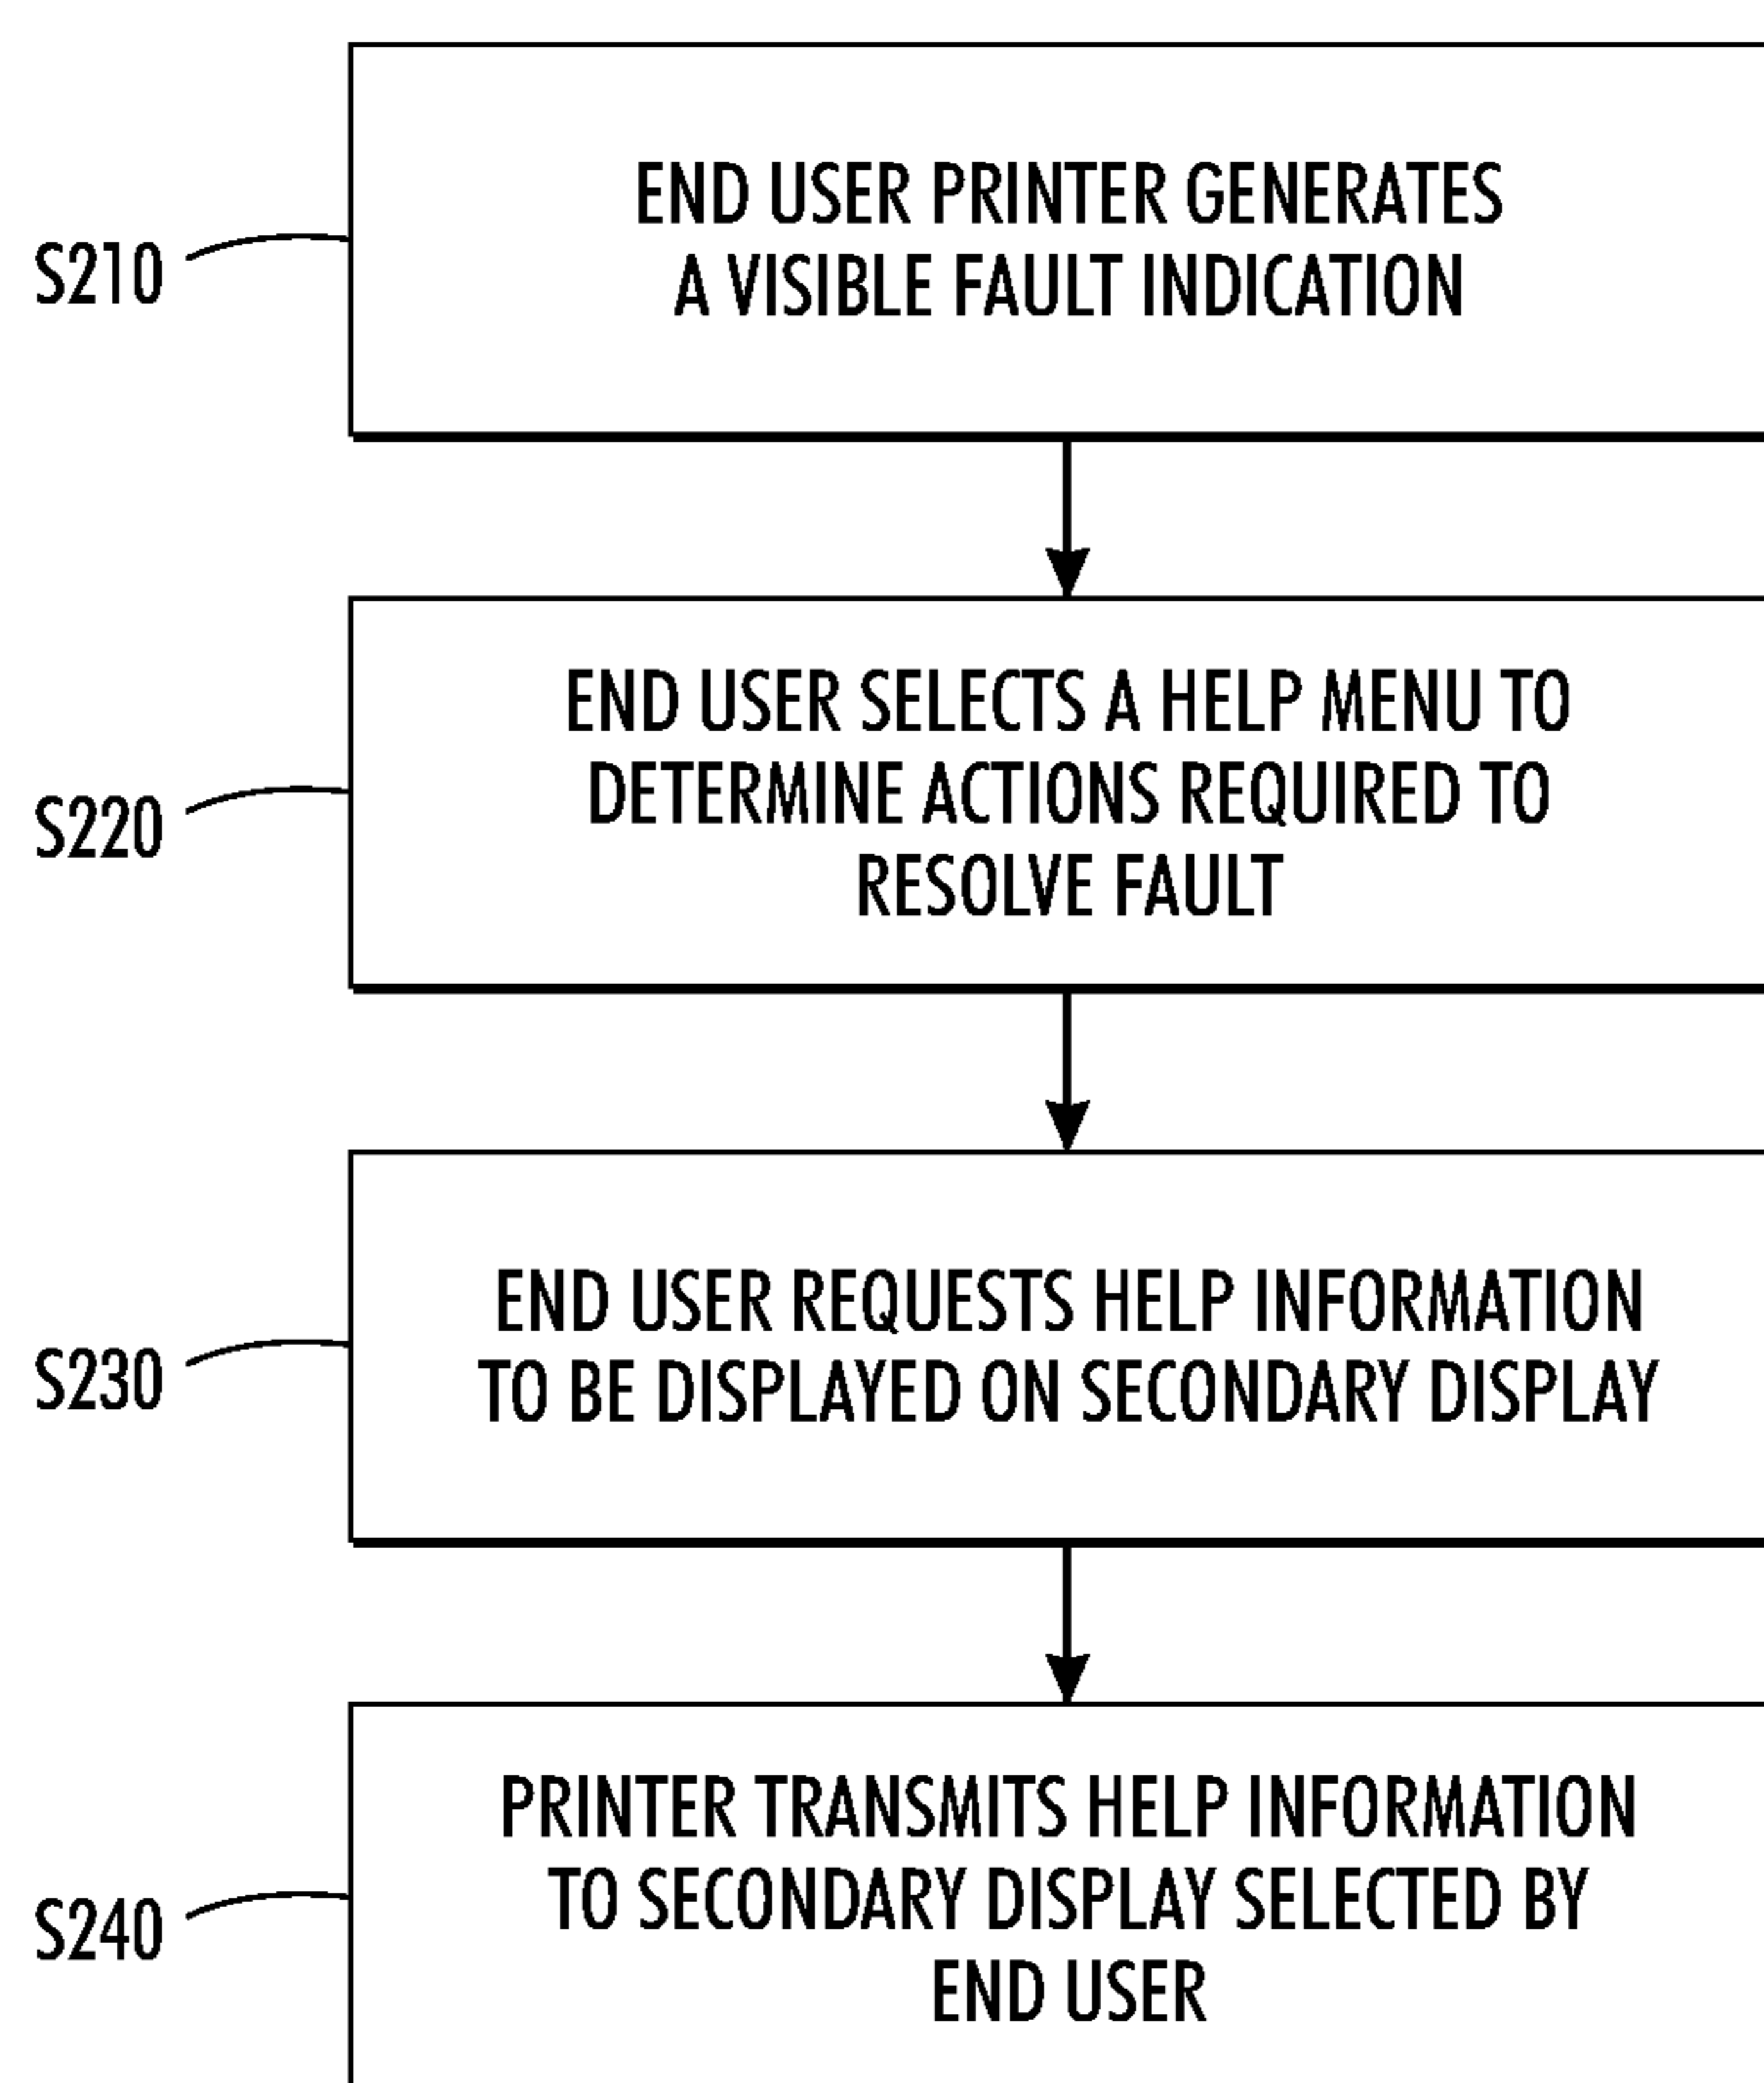 END USER PRINTER GENERATES
A VISIBLE FAULT INDICATION
S210
END USER SELECTS A HELP MENU TO
DETERMINE ACTIONS REQUIRED TO
RESOLVE FAULT
S220
END USER REQUESTS HELP INFORMATION
TO BE DISPLAYED ON SECONDARY DISPLAY
S230
PRINTER TRANSMITS HELP INFORMATION
TO SECONDARY DISPLAY SELECTED BY
END USER
S240